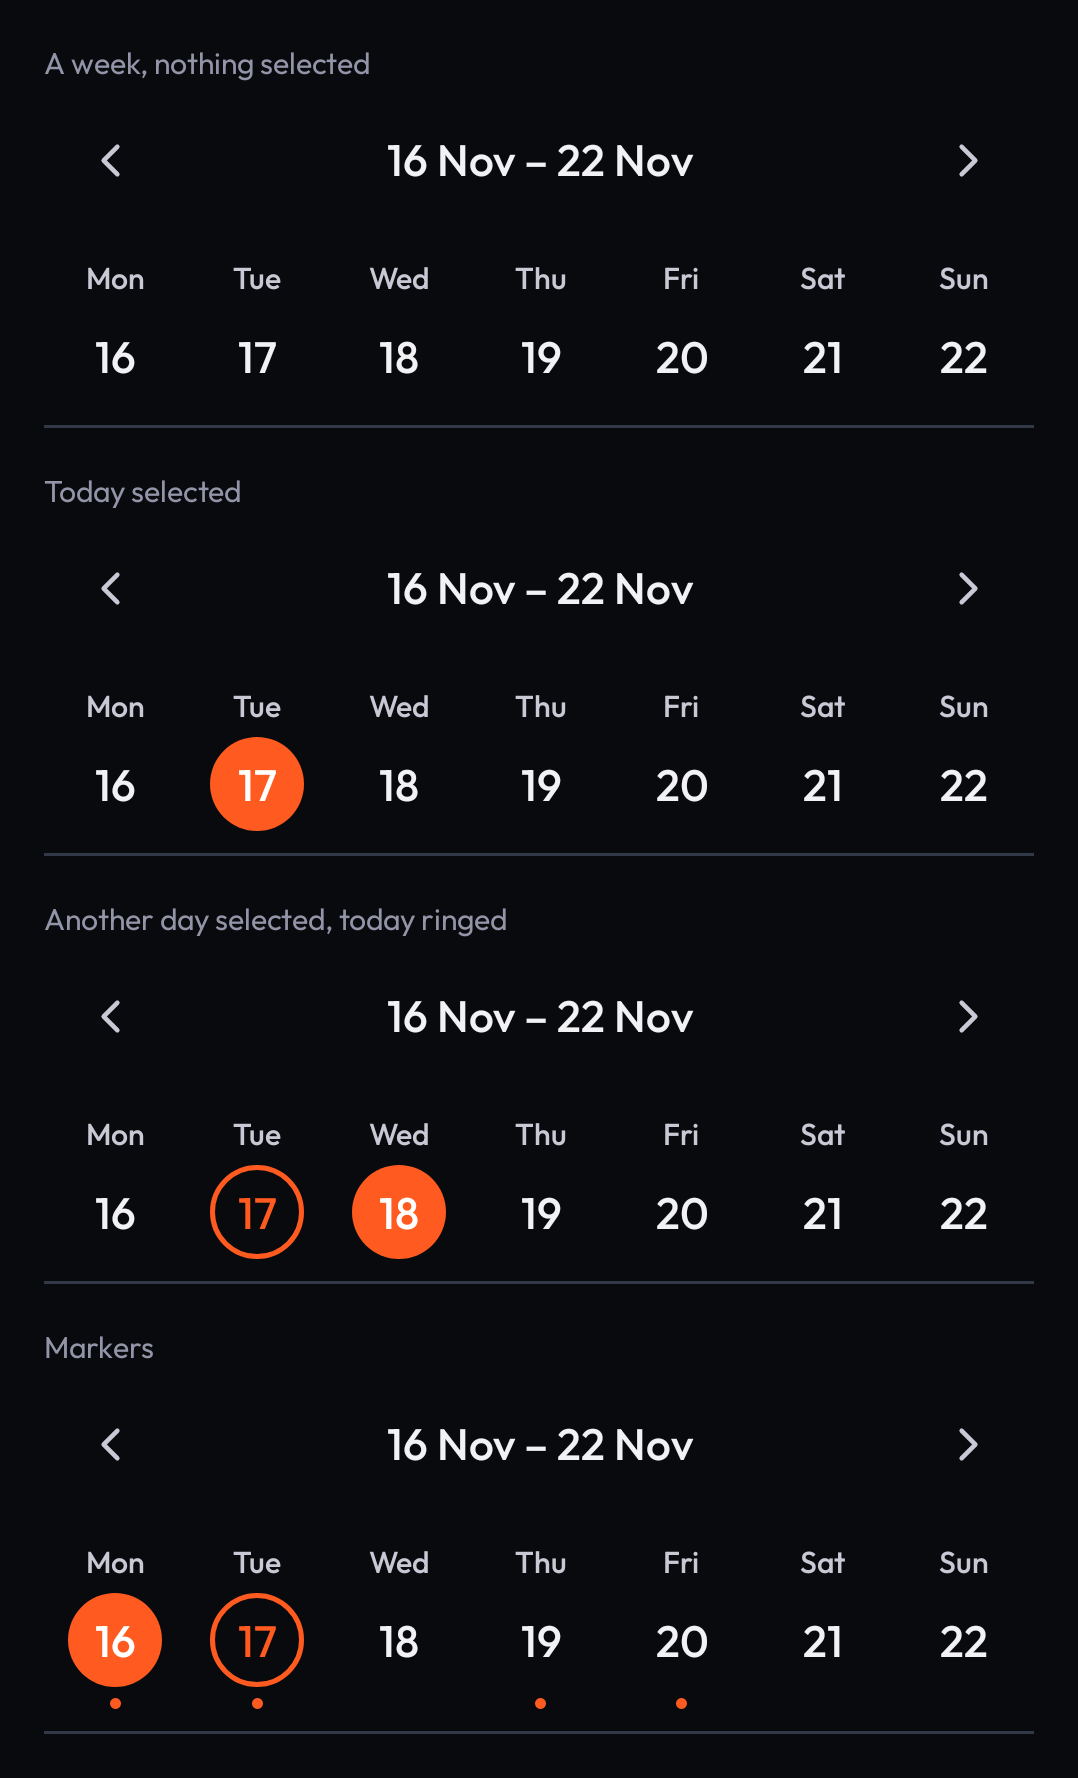 A week, nothing selected
16 Nov – 22 Nov
Mon Tue Wed Thu Fri Sat Sun
16 17 18 19 20 21 22
Today selected
16 Nov – 22 Nov
Mon Tue Wed Thu Fri Sat Sun
16 17 18 19 20 21 22
Another day selected, today ringed
16 Nov – 22 Nov
Mon Tue Wed Thu Fri Sat Sun
16 17 18 19 20 21 22
Markers
16 Nov – 22 Nov
Mon Tue Wed Thu Fri Sat Sun
16 17 18 19 20 21 22